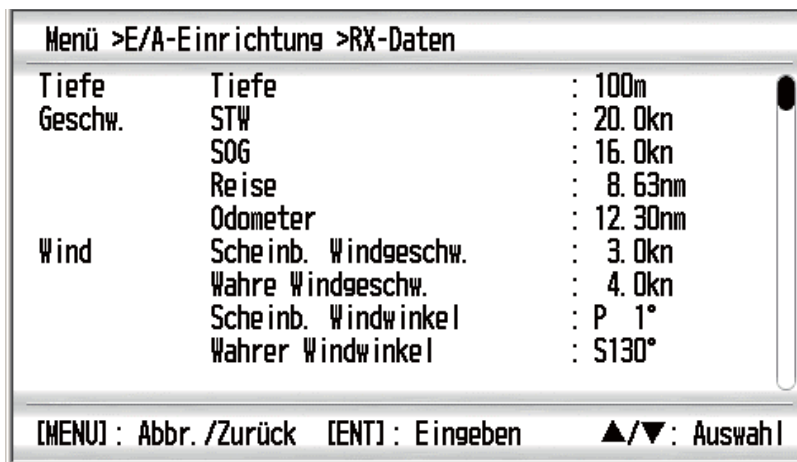 Menü >E/A-Einrichtung >RX-Daten
Tiefe Tiefe : 100m
Geschw. STW : 20.0kn
SOG : 16.0kn
Reise : 8.63nm
Odometer : 12.30nm
Wind Scheinb. Windgeschw. : 3.0kn
Wahre Windgeschw. : 4.0kn
Scheinb. Windwinkel : P 1°
Wahrer Windwinkel : S130°
[MENU]: Abbr./Zurück [ENT]: Eingeben ▲/▼: Auswahl